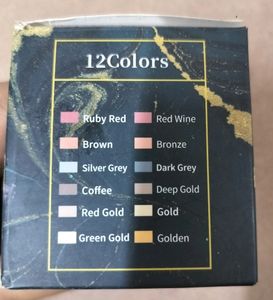 12Colors
Ruby Red Red Wine
Brown Bronze
Silver Grey Dark Grey
Coffee Deep Gold
Red Gold Gold
Green Gold Golden